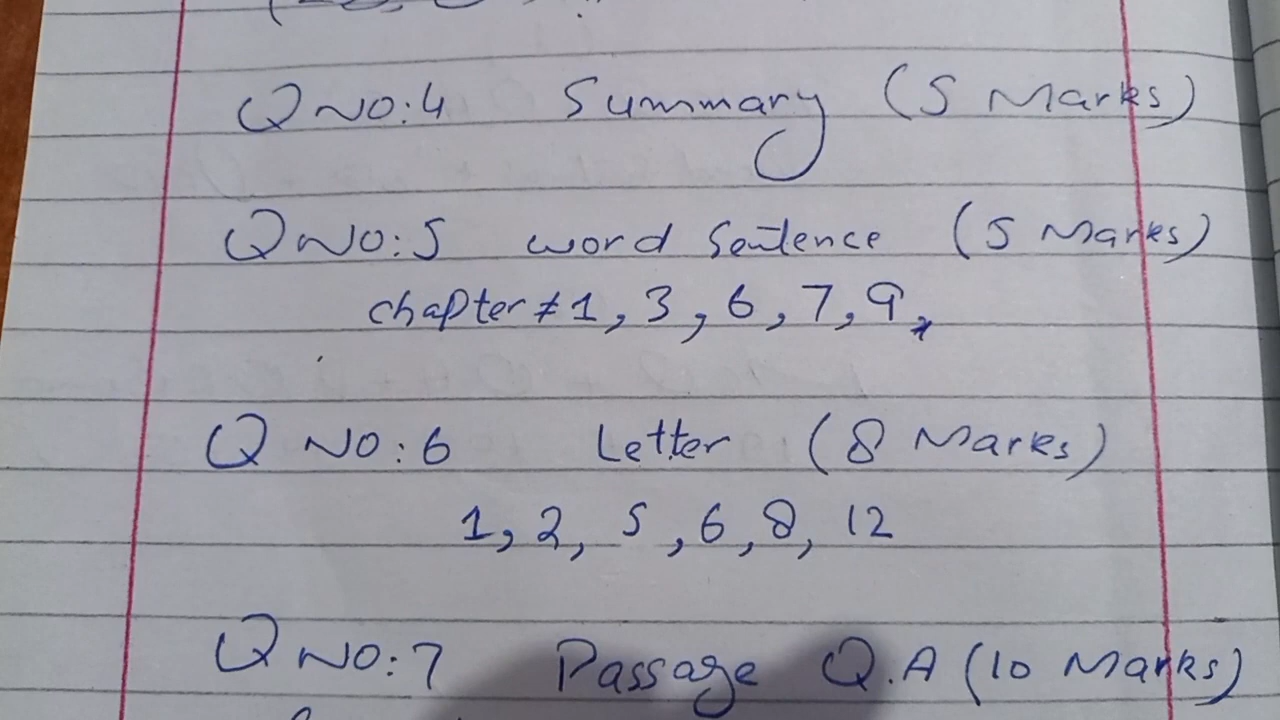 Q NO:4 Summary (5 Marks)
Q NO:5 word Sentence (5 Marks)
chapter # 1, 3, 6, 7, 9,
Q NO:6 Letter (8 Marks)
1, 2, 5, 6, 8, 12
Q NO:7 Passage Q.A (10 Marks)